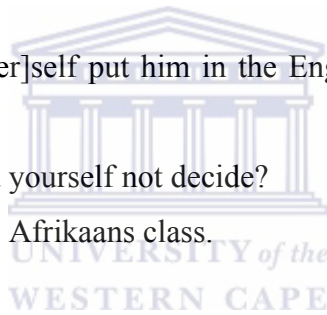 er]self put him in the Eng
yourself not decide?
Afrikaans class.
UNIVERSITY of the
WESTERN CAPE